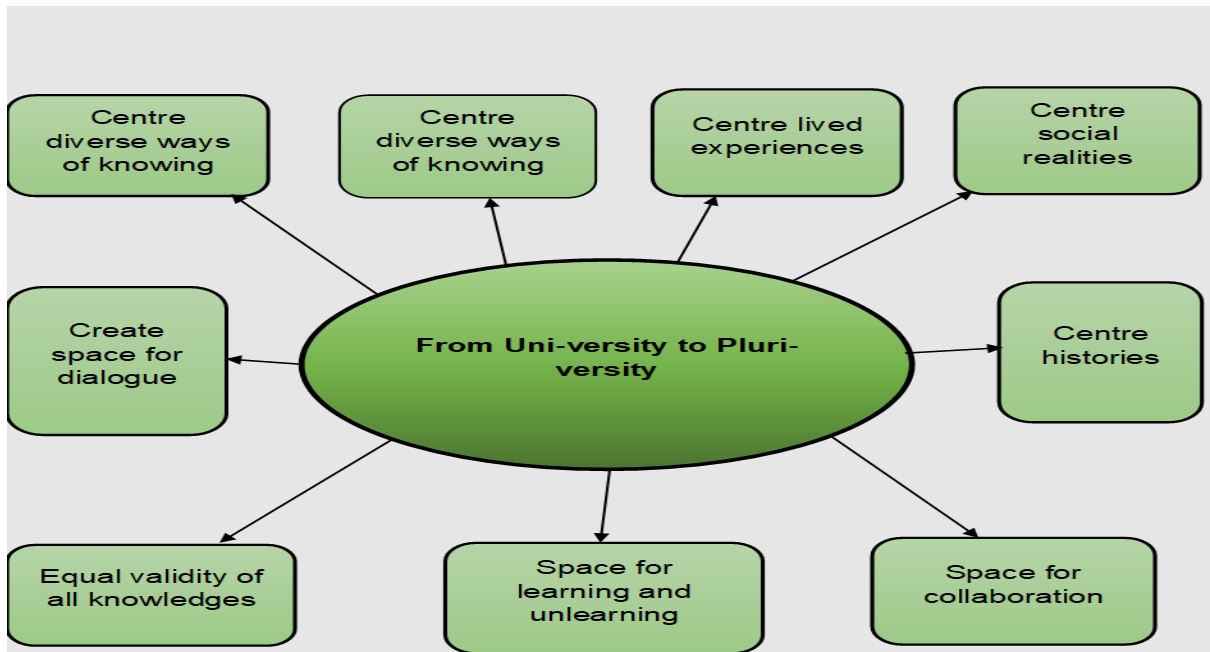 Centre
diverse ways
of knowing
Centre
diverse ways
of knowing
Centre lived
experiences
Centre
social
realities
Create
space for
dialogue
From Uni-versity to Pluri-
versity
Centre
histories
Equal validity of
all knowledges
Space for
learning and
unlearning
Space for
collaboration